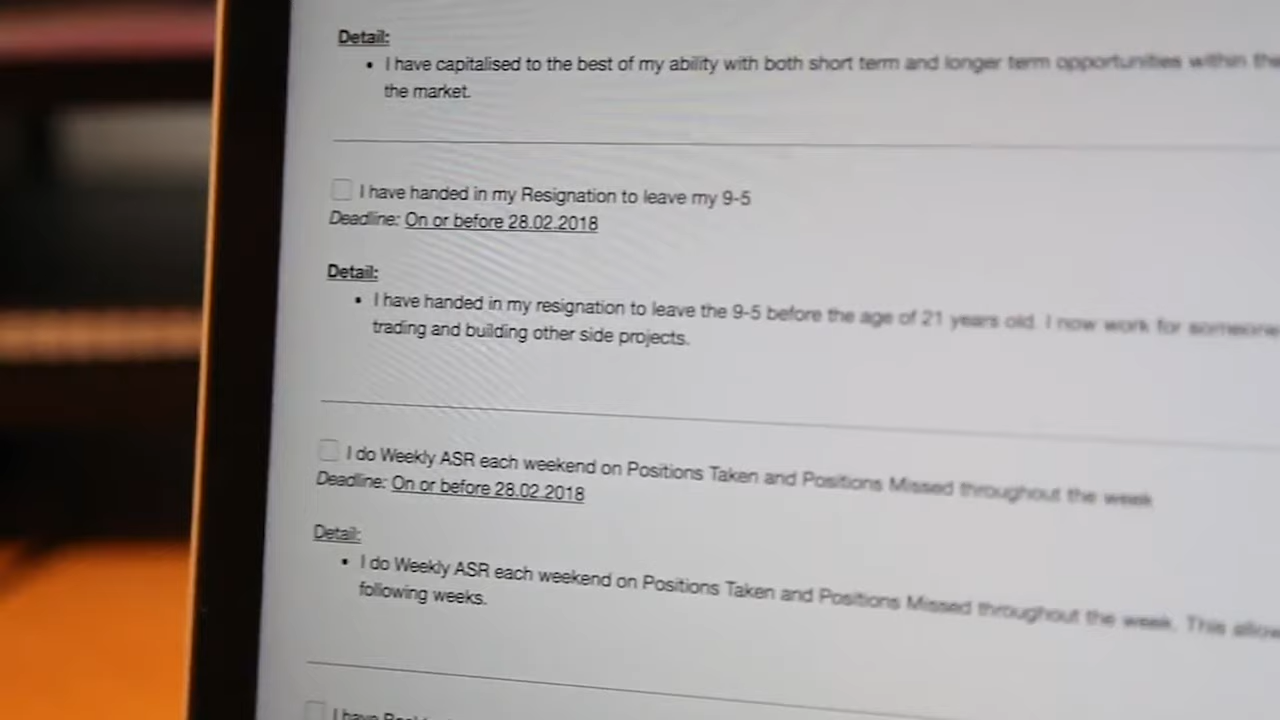 Detail:
• I have capitalised to the best of my ability with both short term and longer term opportunities within the
the market.
I have handed in my Resignation to leave my 9-5
Deadline: On or before 28.02.2018
Detail:
• I have handed in my resignation to leave the 9-5 before the age of 21 years old. I now work for someone
trading and building other side projects.
I do Weekly ASR each weekend on Positions Taken and Positions Missed throughout the week
Deadline: On or before 28.02.2018
Detail:
• I do Weekly ASR each weekend on Positions Taken and Positions Missed throughout the week. This
following weeks.
I have